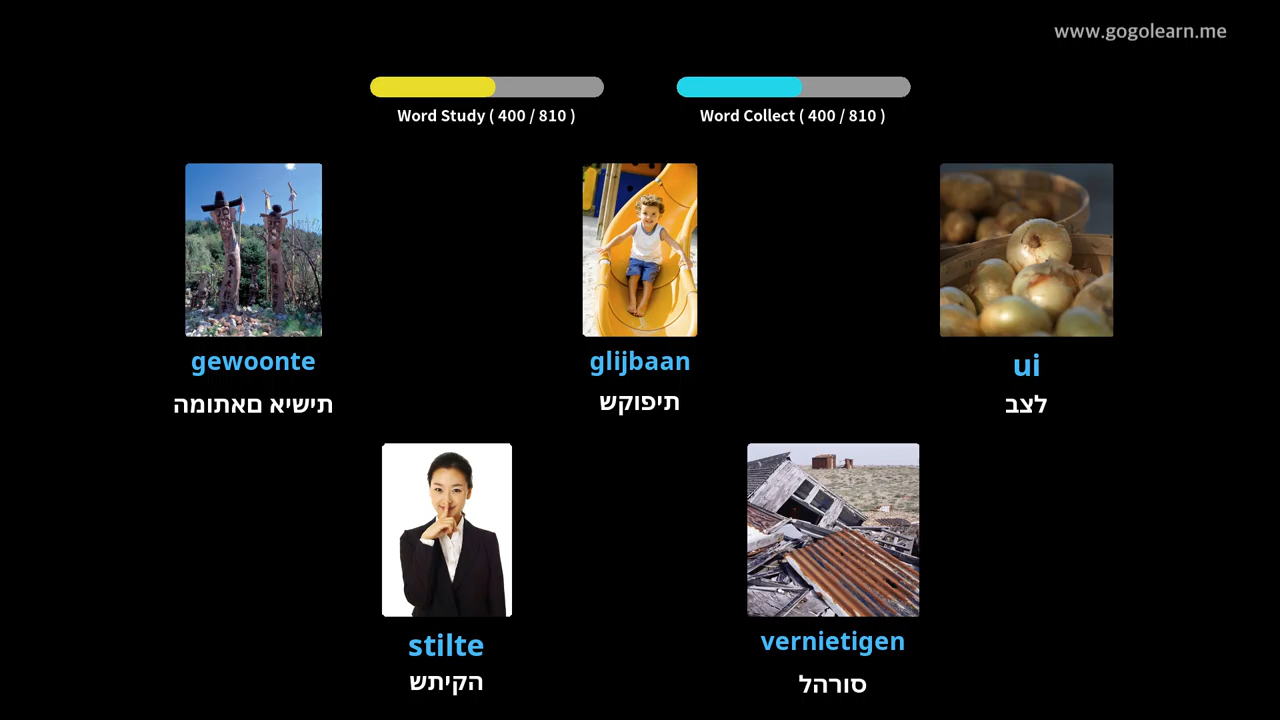 www.gogolearn.me
Word Study ( 400 / 810 )
Word Collect ( 400 / 810 )
gewoonte
תישיא םאתומה
glijbaan
תיפוקש
ui
לצב
stilte
הקיתש
vernietigen
סורהל